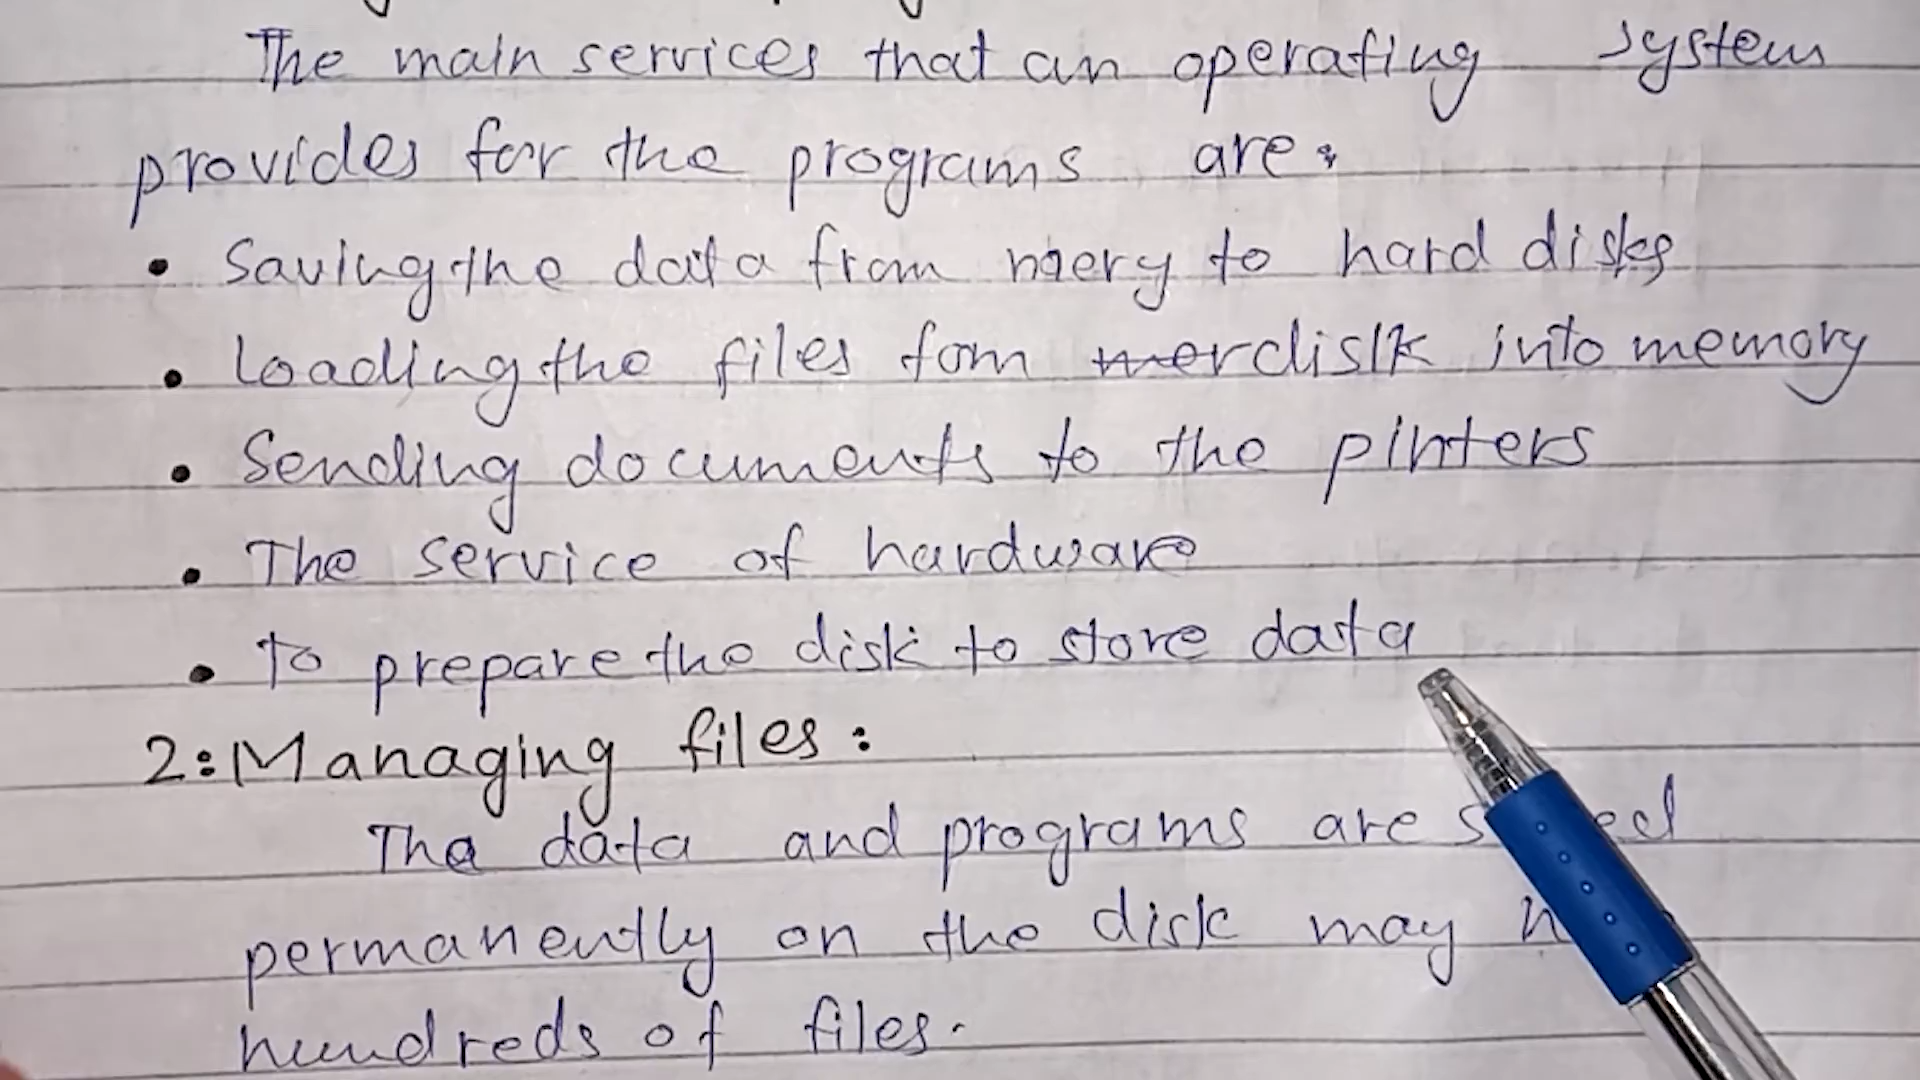 The main services that an operating system
provides for the programs are:
• Saving the data from mery to hard disks
• Loading the files fom mer disk into memory
• Sending documents to the pinters
• The service of hardware
• To prepare the disk to store data
2: Managing files:
The data and programs are
permanently on the disk may
hundreds of files.